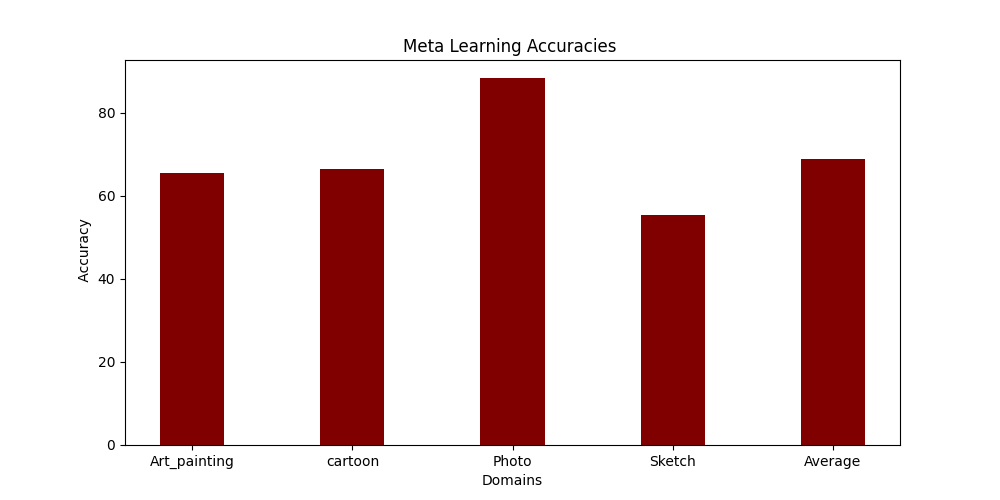 Meta Learning Accuracies
Accuracy
80
60
40
20
0
Art_painting
cartoon
Photo
Sketch
Average
Domains